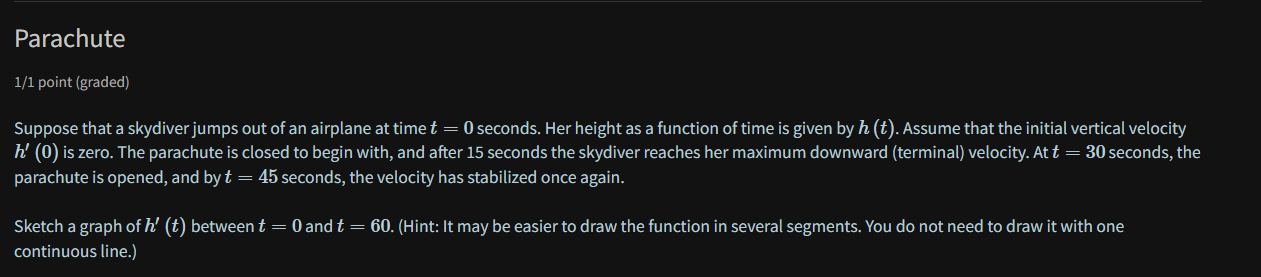 Parachute
1/1 point (graded)
Suppose that a skydiver jumps out of an airplane at time t = 0 seconds. Her height as a function of time is given by h (t). Assume that the initial vertical velocity
h′ (0) is zero. The parachute is closed to begin with, and after 15 seconds the skydiver reaches her maximum downward (terminal) velocity. At t = 30 seconds, the
parachute is opened, and by t = 45 seconds, the velocity has stabilized once again.
Sketch a graph of h′ (t) between t = 0 and t = 60. (Hint: It may be easier to draw the function in several segments. You do not need to draw it with one
continuous line.)